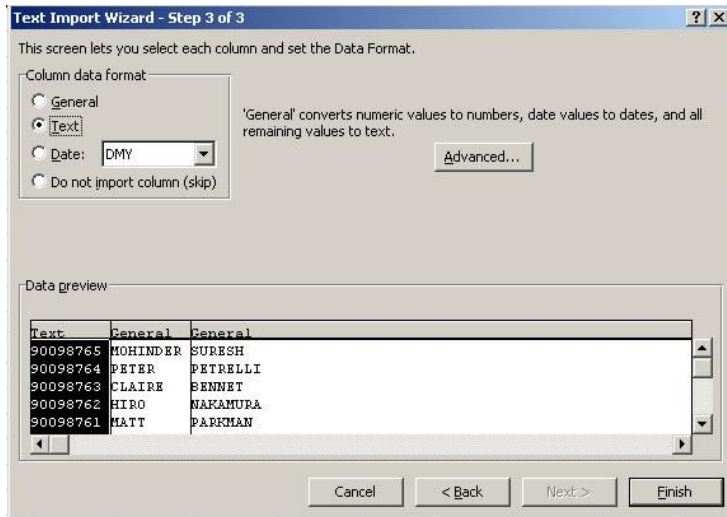 Text Import Wizard - Step 3 of 3
This screen lets you select each column and set the Data Format.
Column data format
General
Text
Date: DMY
Do not import column (skip)
'General' converts numeric values to numbers, date values to dates, and all
remaining values to text.
Advanced...
Data preview
Text General General
90098765 MOHINDER SURESH
90098764 PETER PETRELLI
90098763 CLAIRE BENNET
90098762 HIRO NAKAMURA
90098761 MATT PARKMAN
Cancel < Back Next > Finish